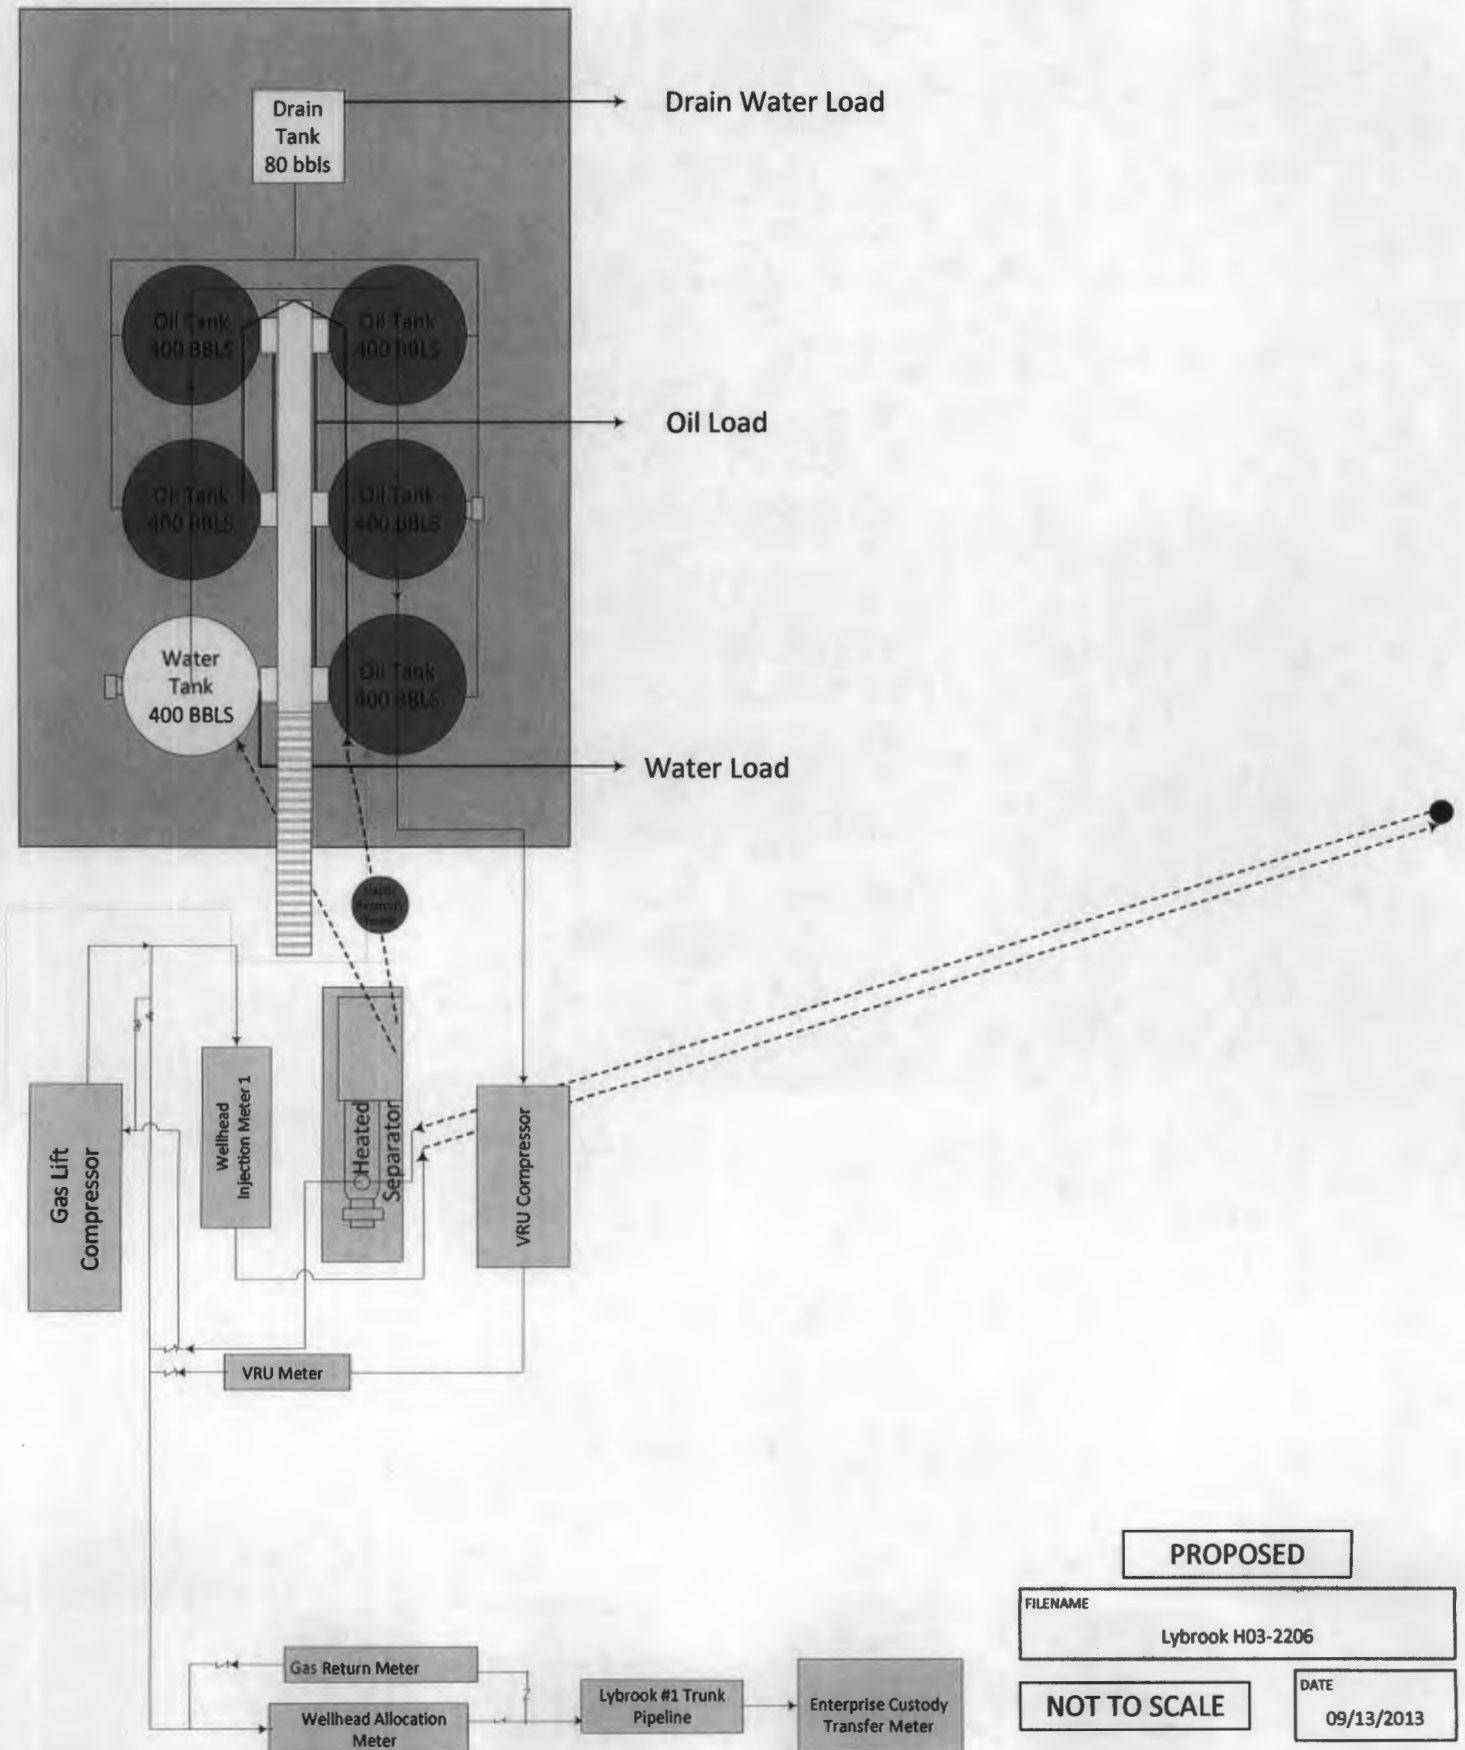 Drain
Tank
80 bbls
Drain Water Load
Oil Tank
400 BBLS
Oil Tank
400 BBLS
Oil Load
Oil Tank
400 BBLS
Oil Tank
400 BBLS
Water
Tank
400 BBLS
Oil Tank
400 BBLS
Water Load
Gas Lift
Compressor
Wellhead
Injection Meter 1
Heated
Separator
VRU Compressor
VRU Meter
PROPOSED
FILENAME
Lybrook H03-2206
NOT TO SCALE
DATE
09/13/2013
Gas Return Meter
Wellhead Allocation
Meter
Lybrook #1 Trunk
Pipeline
Enterprise Custody
Transfer Meter